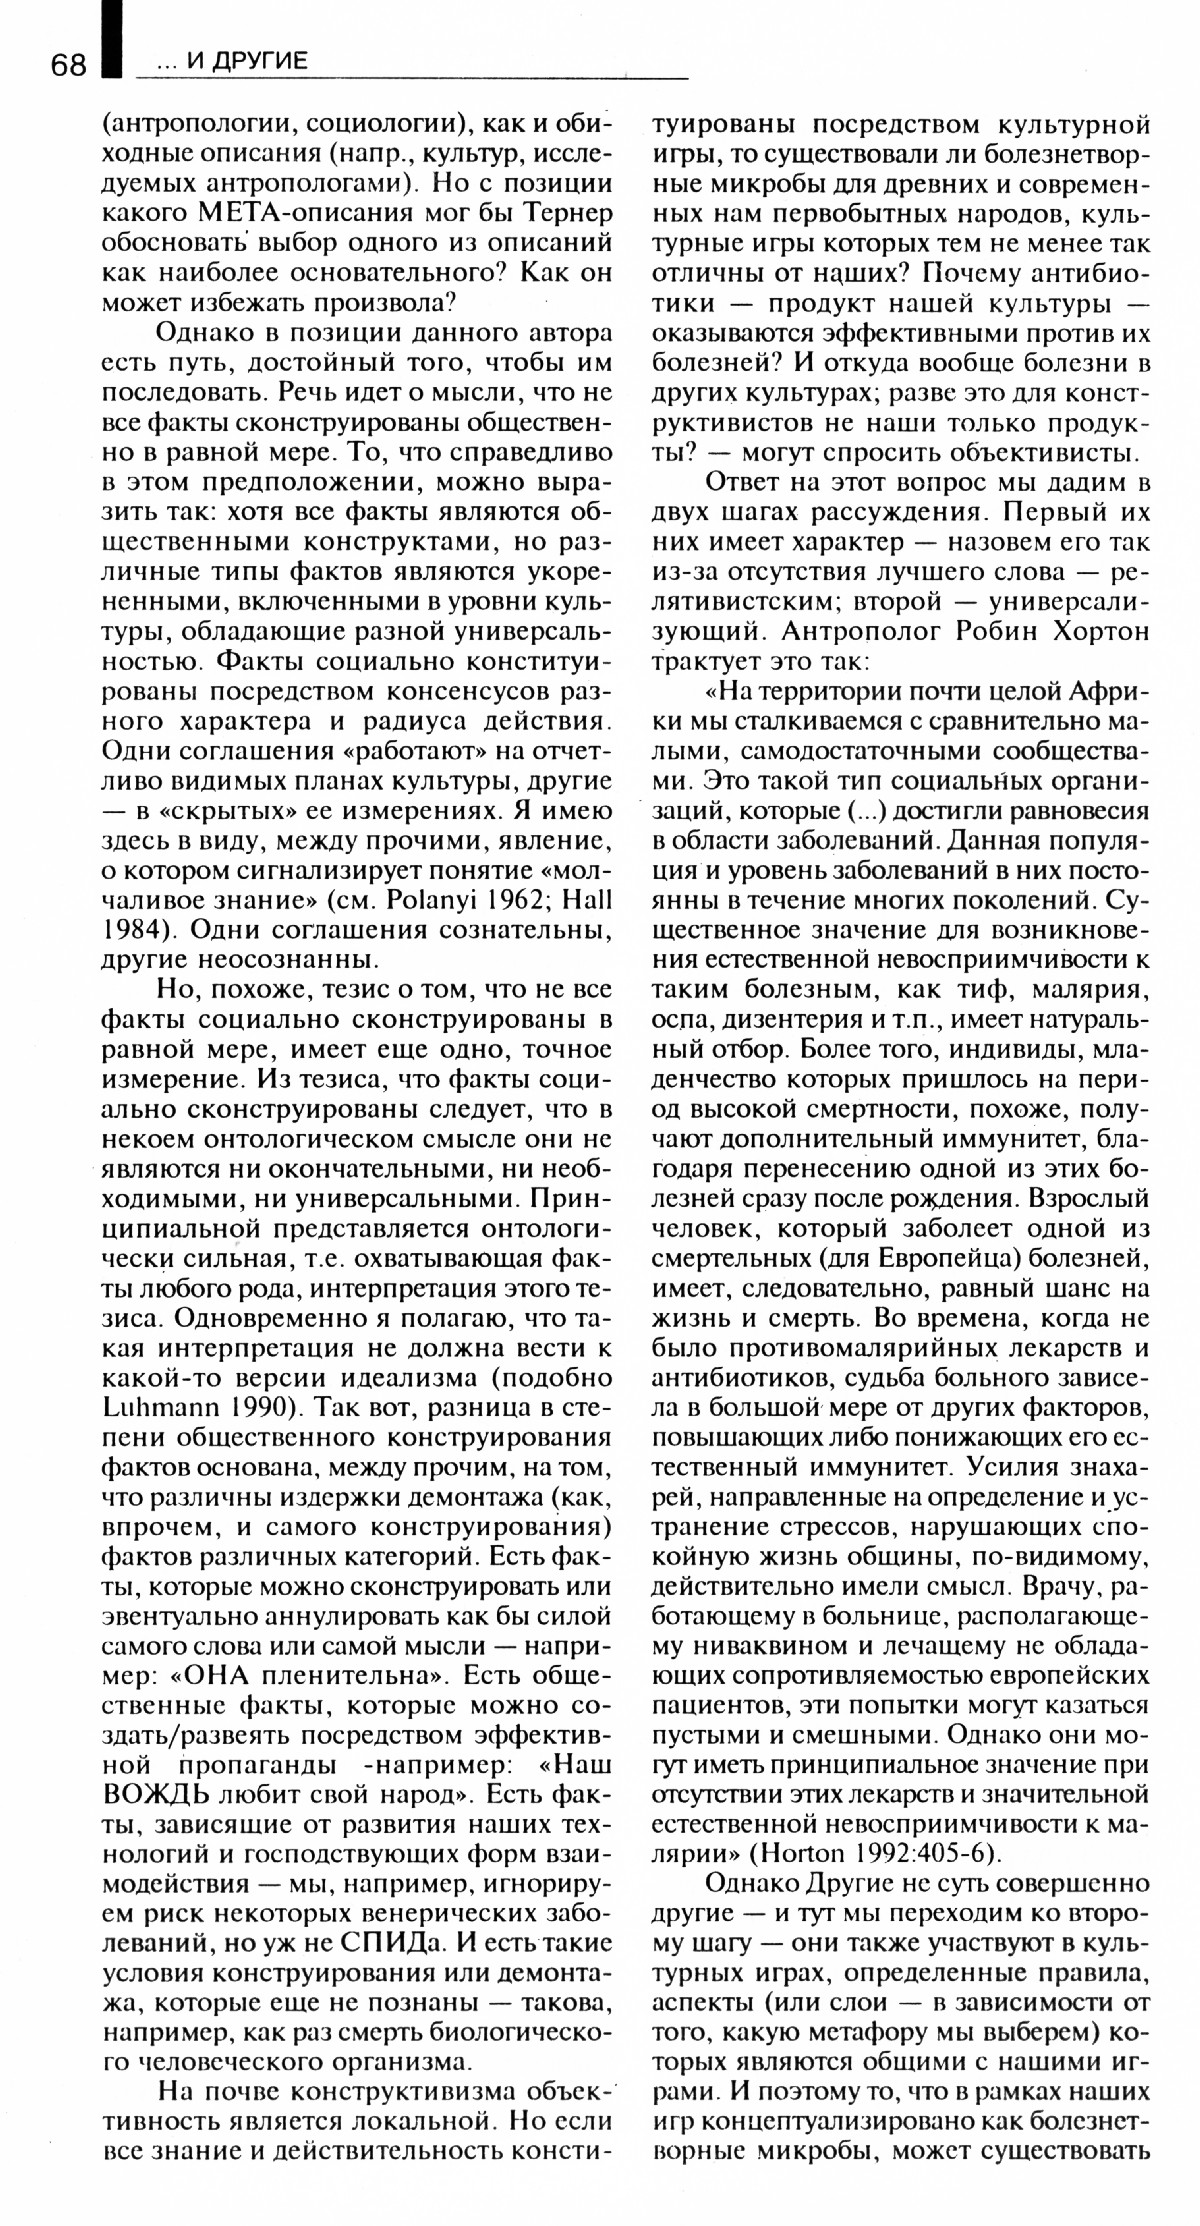 68
... И ДРУГИЕ
(антропологии, социологии), как и оби-
ходные описания (напр., культур, иссле-
дуемых антропологами). Но с позиции
какого МЕТА-описания мог бы Тернер
обосновать выбор одного из описаний
как наиболее основательного? Как он
может избежать произвола?
Однако в позиции данного автора
есть путь, достойный того, чтобы им
последовать. Речь идет о мысли, что не
все факты сконструированы обществен-
но в равной мере. То, что справедливо
в этом предположении, можно выра-
зить так: хотя все факты являются об-
щественными конструктами, но раз-
личные типы фактов являются укоре-
ненными, включенными в уровни куль-
туры, обладающие разной универсаль-
ностью. Факты социально конституи-
рованы посредством консенсусов раз-
ного характера и радиуса действия.
Одни соглашения «работают» на отчет-
ливо видимых планах культуры, другие
— в «скрытых» ее измерениях. Я имею
здесь в виду, между прочими, явление,
о котором сигнализирует понятие «мол-
чаливое знание» (см. Polanyi 1962; Hall
1984). Одни соглашения сознательны,
другие неосознанны.
Но, похоже, тезис о том, что не все
факты социально сконструированы в
равной мере, имеет еще одно, точное
измерение. Из тезиса, что факты соци-
ально сконструированы следует, что в
некоем онтологическом смысле они не
являются ни окончательными, ни необ-
ходимыми, ни универсальными. Прин-
ципиальной представляется онтологи-
чески сильная, т.е. охватывающая фак-
ты любого рода, интерпретация этого те-
зиса. Одновременно я полагаю, что та-
кая интерпретация не должна вести к
какой-то версии идеализма (подобно
Luhmann 1990). Так вот, разница в сте-
пени общественного конструирования
фактов основана, между прочим, на том,
что различны издержки демонтажа (как,
впрочем, и самого конструирования)
фактов различных категорий. Есть фак-
ты, которые можно сконструировать или
эвентуально аннулировать как бы силой
самого слова или самой мысли — напри-
мер: «ОНА пленительна». Есть обще-
ственные факты, которые можно со-
здать/развеять посредством эффектив-
ной пропаганды -например: «Наш
ВОЖДЬ любит свой народ». Есть фак-
ты, зависящие от развития наших тех-
нологий и господствующих форм взаи-
модействия — мы, например, игнориру-
ем риск некоторых венерических забо-
леваний, но уж не СПИДа. И есть такие
условия конструирования или демонта-
жа, которые еще не познаны — такова,
например, как раз смерть биологическо-
го человеческого организма.
На почве конструктивизма объек-
тивность является локальной. Но если
все знание и действительность консти-
туированы посредством культурной
игры, то существовали ли болезнетвор-
ные микробы для древних и современ-
ных нам первобытных народов, куль-
турные игры которых тем не менее так
отличны от нащих? Почему антибио-
тики — продукт нашей культуры —
оказываются эффективными против их
болезней? И откуда вообще болезни в
других культурах; разве это для конст-
руктивистов не наши только продук-
ты? — могут спросить объективисты.
Ответ на этот вопрос мы дадим в
двух шагах рассуждения. Первый их
них имеет характер — назовем его так
из-за отсутствия лучшего слова — ре-
лятивистским; второй — универсали-
зующий. Антрополог Робин Хортон
трактует это так:
«На территории почти целой Афри-
ки мы сталкиваемся с сравнительно ма-
лыми, самодостаточными сообщества-
ми. Это такой тип социальных органи-
заций, которые (...) достигли равновесия
в области заболеваний. Данная популя-
ция и уровень заболеваний в них посто-
янны в течение многих поколений. Су-
щественное значение для возникнове-
ния естественной невосприимчивости к
таким болезным, как тиф, малярия,
оспа, дизентерия и т.п., имеет натураль-
ный отбор. Более того, индивиды, мла-
денчество которых пришлось на пери-
од высокой смертности, похоже, полу-
чают дополнительный иммунитет, бла-
годаря перенесению одной из этих бо-
лезней сразу после рождения. Взрослый
человек, который заболеет одной из
смертельных (для Европейца) болезней,
имеет, следовательно, равный шанс на
жизнь и смерть. Во времена, когда не
было противомалярийных лекарств и
антибиотиков, судьба больного зависе-
ла в большой мере от других факторов,
повышающих либо понижающих его ес-
тественный иммунитет. Усилия знаха-
рей, направленные на определение и ус-
транение стрессов, нарушающих спо-
койную жизнь общины, по-видимому,
действительно имели смысл. Врачу, ра-
ботающему в больнице, располагающе-
му ниваквином и лечащему не облада-
ющих сопротивляемостью европейских
пациентов, эти попытки могут казаться
пустыми и смешными. Однако они мо-
гут иметь принципиальное значение при
отсутствии этих лекарств и значительной
естественной невосприимчивости к ма-
лярии» (Horton 1992:405-6).
Однако Другие не суть совершенно
другие — и тут мы переходим ко второ-
му шагу — они также участвуют в куль-
турных играх, определенные правила,
аспекты (или слои — в зависимости от
того, какую метафору мы выберем) ко-
торых являются общими с нашими иг-
рами. И поэтому то, что в рамках наших
игр концептуализировано как болезнет-
ворные микробы, может существовать